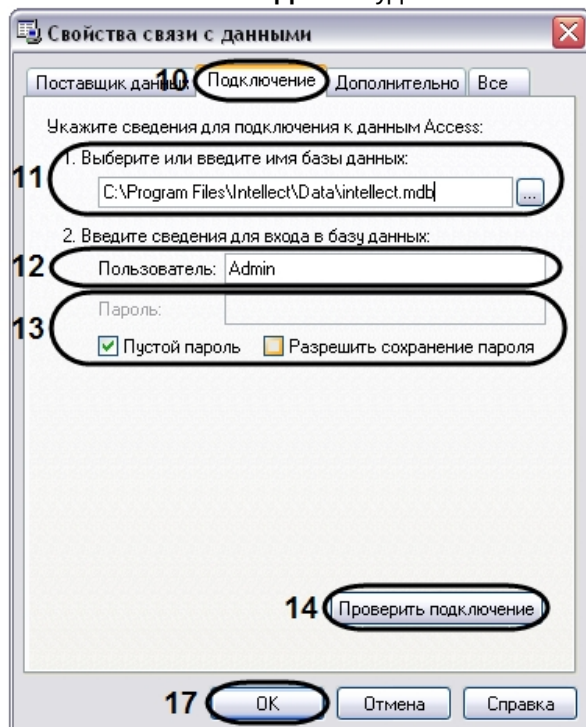 Свойства связи с данными
Поставщик данных 10 Подключение Дополнительно Все
Укажите сведения для подключения к данным Access:
11
1. Выберите или введите имя базы данных:
C:\Program Files\Intellect\Data\intellect.mdb ...
2. Введите сведения для входа в базу данных:
12 Пользователь: Admin
13
Пароль:
Пустой пароль Разрешить сохранение пароля
14 Проверить подключение
17 OK Отмена Справка